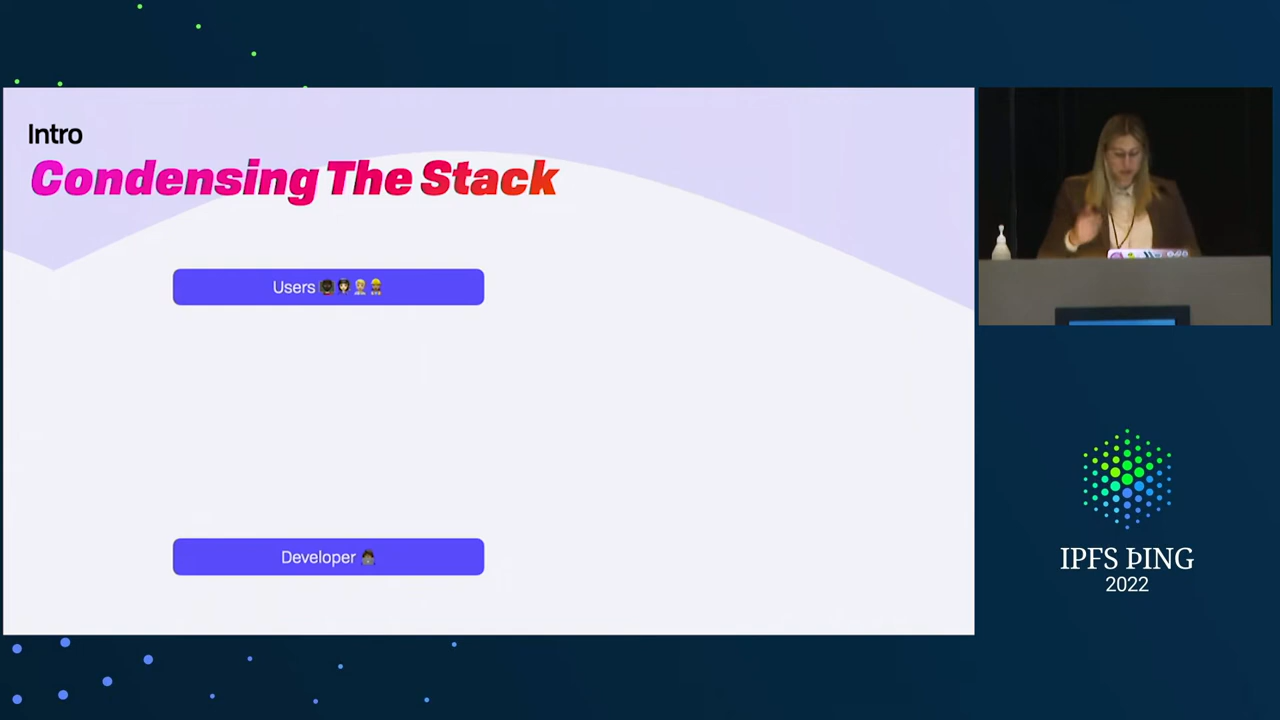 Intro
Condensing The Stack
Users 
Developer 
IPFS ÞING
2022